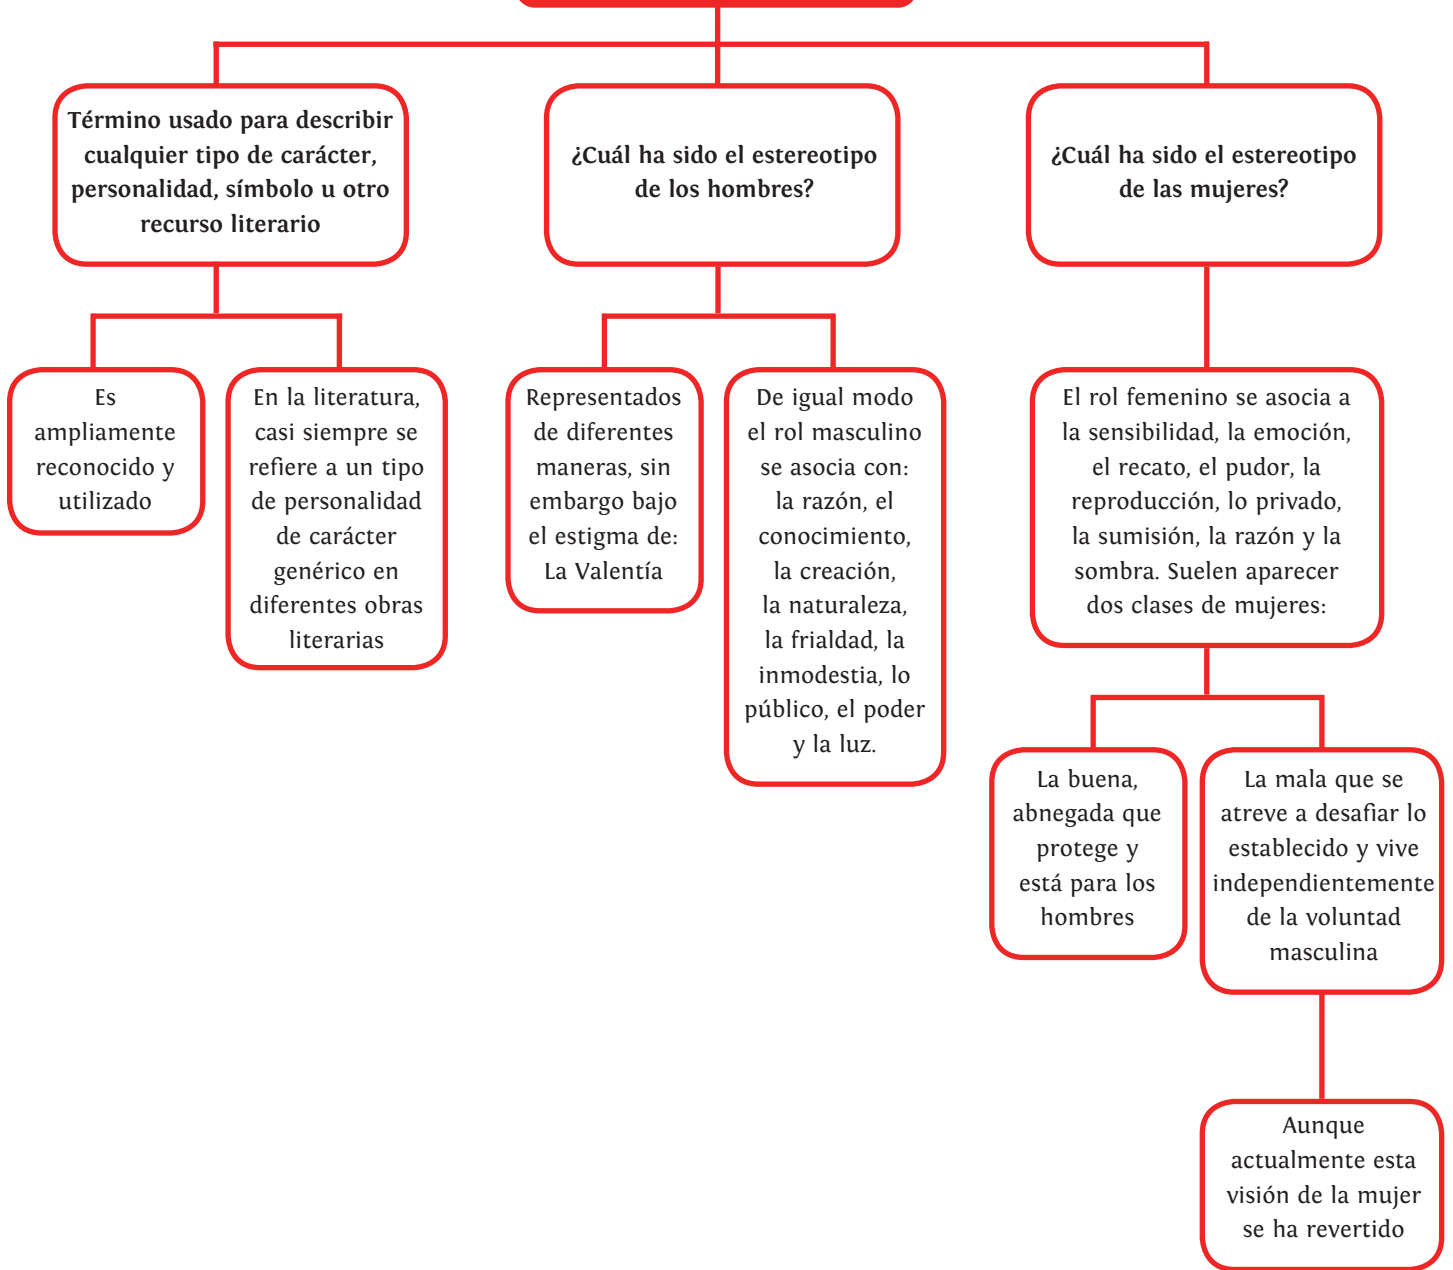 Término usado para describir
cualquier tipo de carácter,
personalidad, símbolo u otro
recurso literario
¿Cuál ha sido el estereotipo
de los hombres?
¿Cuál ha sido el estereotipo
de las mujeres?
Es
ampliamente
reconocido y
utilizado
En la literatura,
casi siempre se
refiere a un tipo
de personalidad
de carácter
genérico en
diferentes obras
literarias
Representados
de diferentes
maneras, sin
embargo bajo
el estigma de:
La Valentía
De igual modo
el rol masculino
se asocia con:
la razón, el
conocimiento,
la creación,
la naturaleza,
la frialdad, la
inmodestia, lo
público, el poder
y la luz.
El rol femenino se asocia a
la sensibilidad, la emoción,
el recato, el pudor, la
reproducción, lo privado,
la sumisión, la razón y la
sombra. Suelen aparecer
dos clases de mujeres:
La buena,
abnegada que
protege y
está para los
hombres
La mala que se
atreve a desafiar lo
establecido y vive
independientemente
de la voluntad
masculina
Aunque
actualmente esta
visión de la mujer
se ha revertido